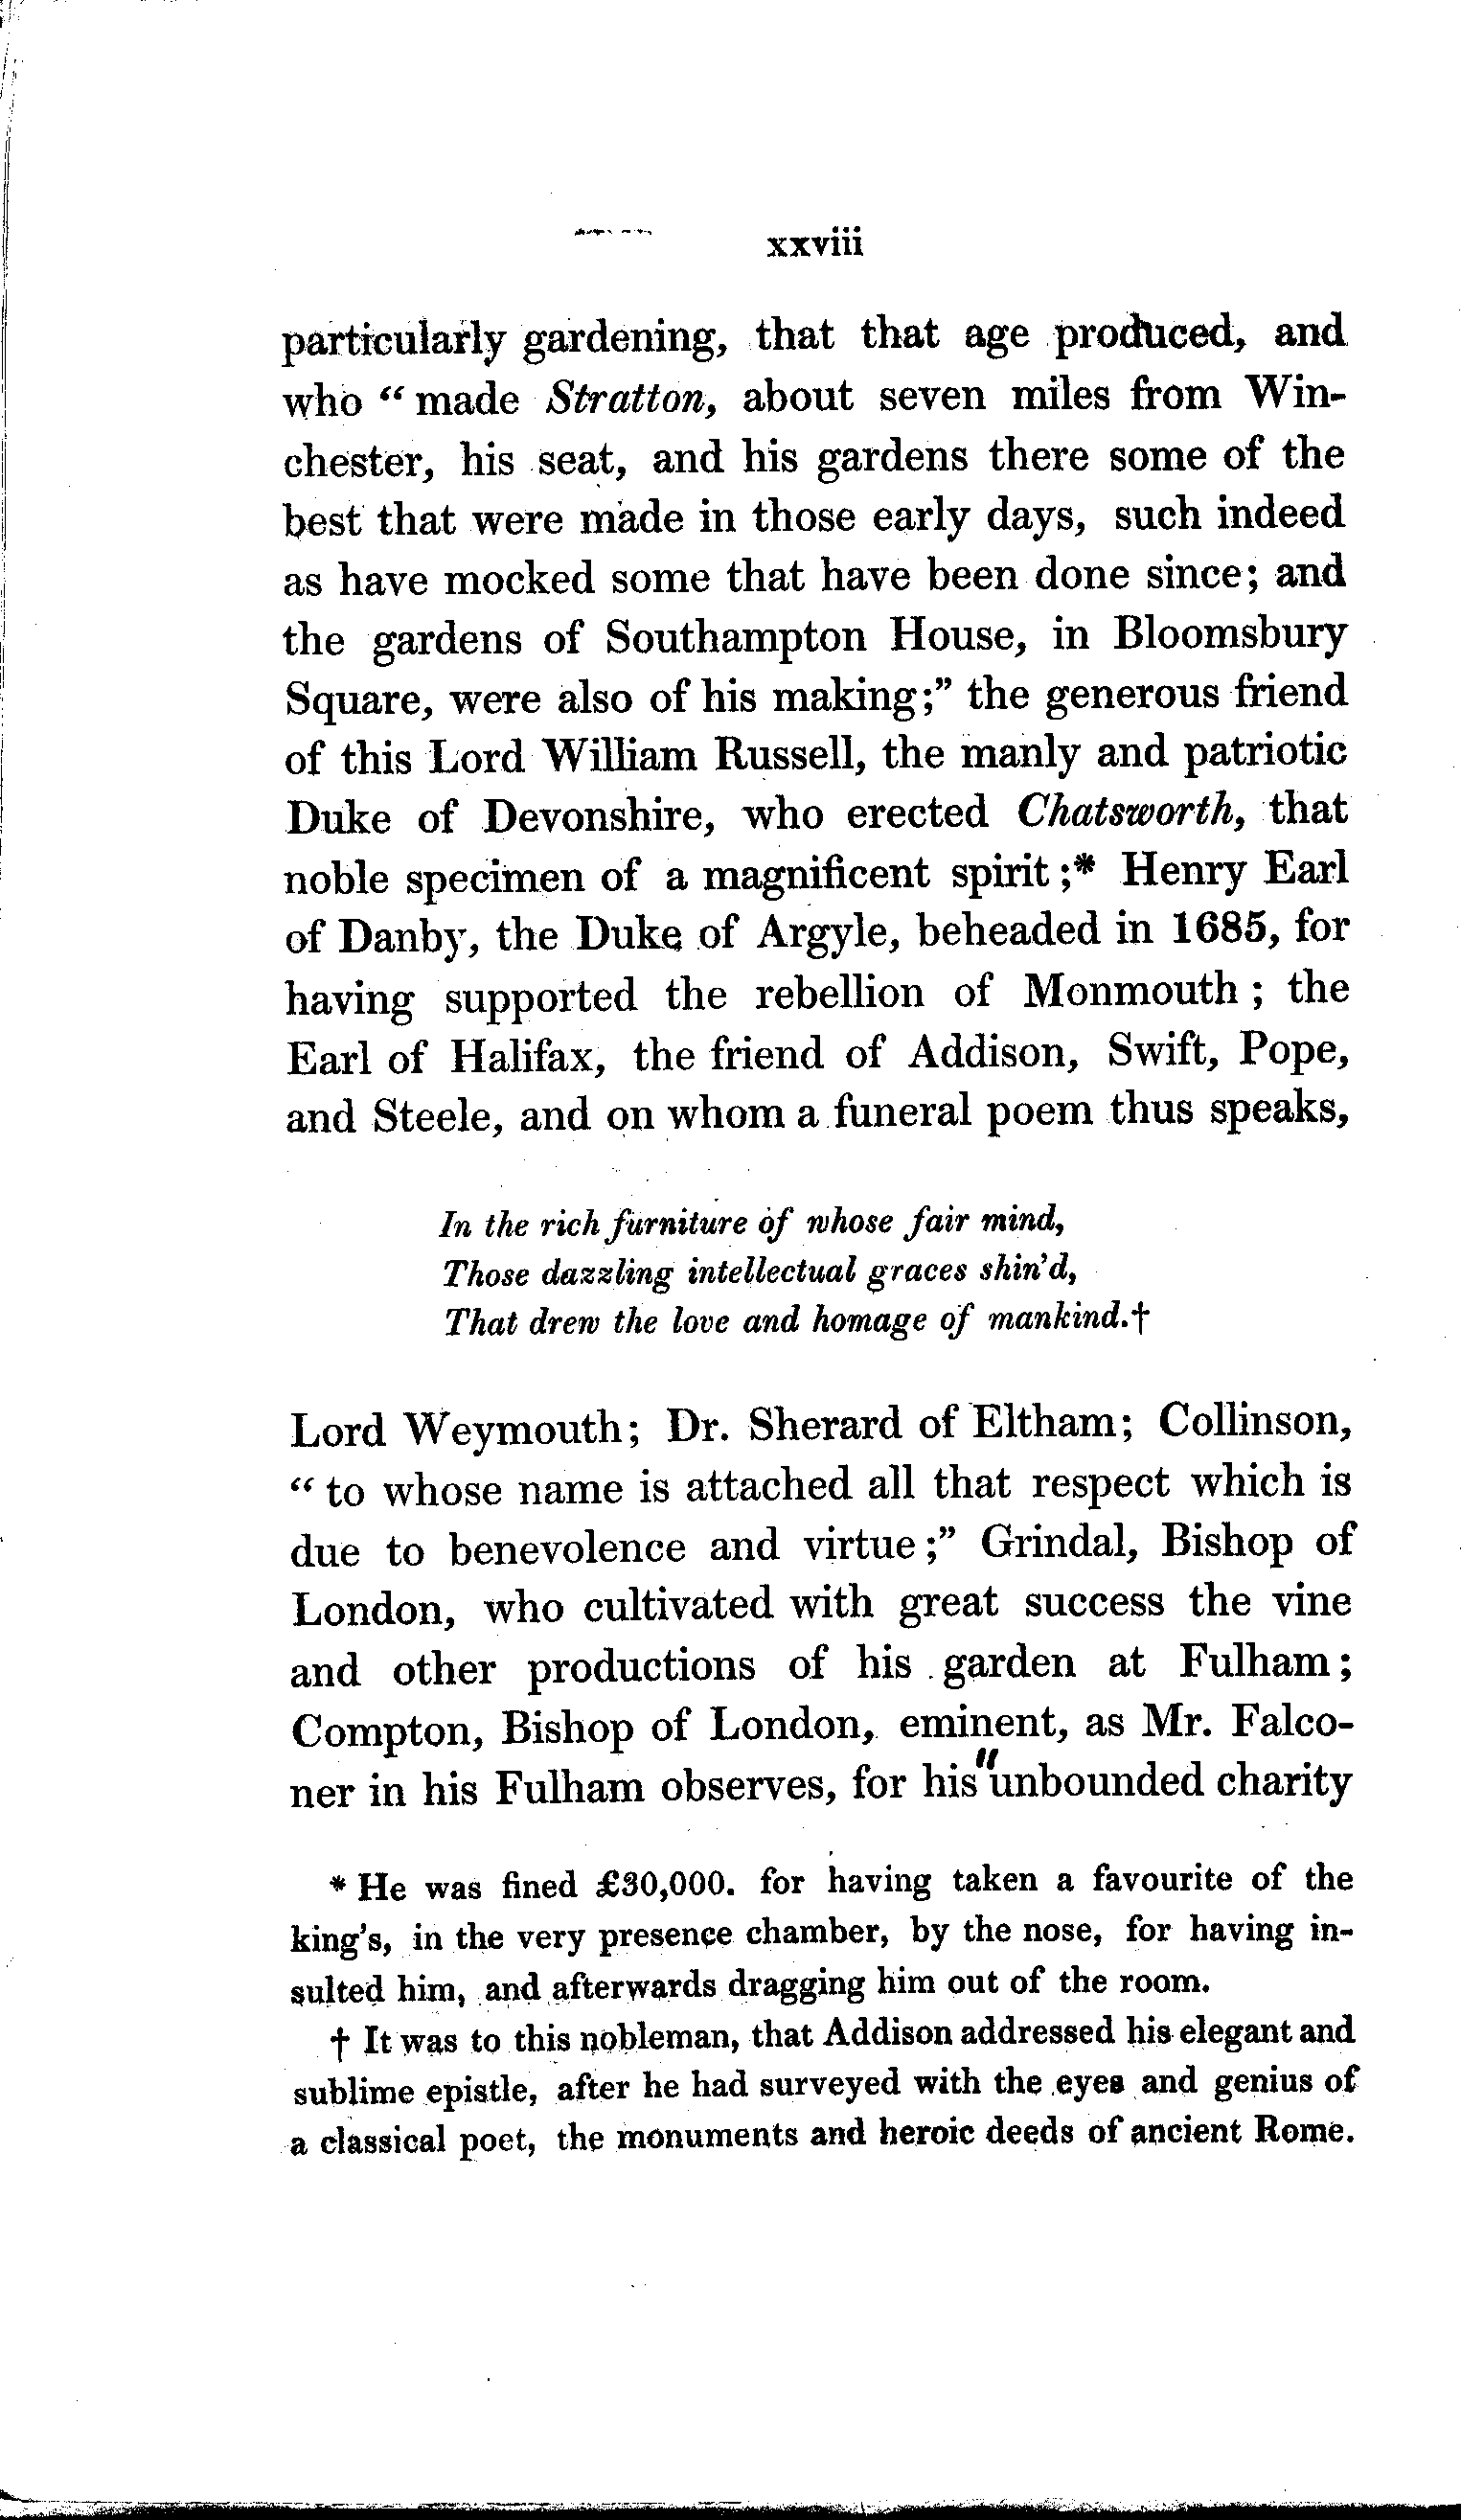 xxviii
particularly gardening, that that age produced, and
who “ made Stratton, about seven miles from Win-
chester, his seat, and his gardens there some of the
best that were made in those early days, such indeed
as have mocked some that have been done since; and
the gardens of Southampton House, in Bloomsbury
Square, were also of his making;” the generous friend
of this Lord William Russell, the manly and patriotic
Duke of Devonshire, who erected Chatsworth, that
noble specimen of a magnificent spirit;* Henry Earl
of Danby, the Duke of Argyle, beheaded in 1685, for
having supported the rebellion of Monmouth; the
Earl of Halifax, the friend of Addison, Swift, Pope,
and Steele, and on whom a funeral poem thus speaks,
In the rich furniture of whose fair mind,
Those dazzling intellectual graces shin'd,
That drew the love and homage of mankind.†
Lord Weymouth; Dr. Sherard of Eltham; Collinson,
“ to whose name is attached all that respect which is
due to benevolence and virtue;” Grindal, Bishop of
London, who cultivated with great success the vine
and other productions of his garden at Fulham;
Compton, Bishop of London, eminent, as Mr. Falco-
ner in his Fulham observes, for his "unbounded charity
* He was fined £30,000. for having taken a favourite of the
king's, in the very presence chamber, by the nose, for having in-
sulted him, and afterwards dragging him out of the room.
† It was to this nobleman, that Addison addressed his elegant and
sublime epistle, after he had surveyed with the eyes and genius of
a classical poet, the monuments and heroic deeds of ancient Rome.